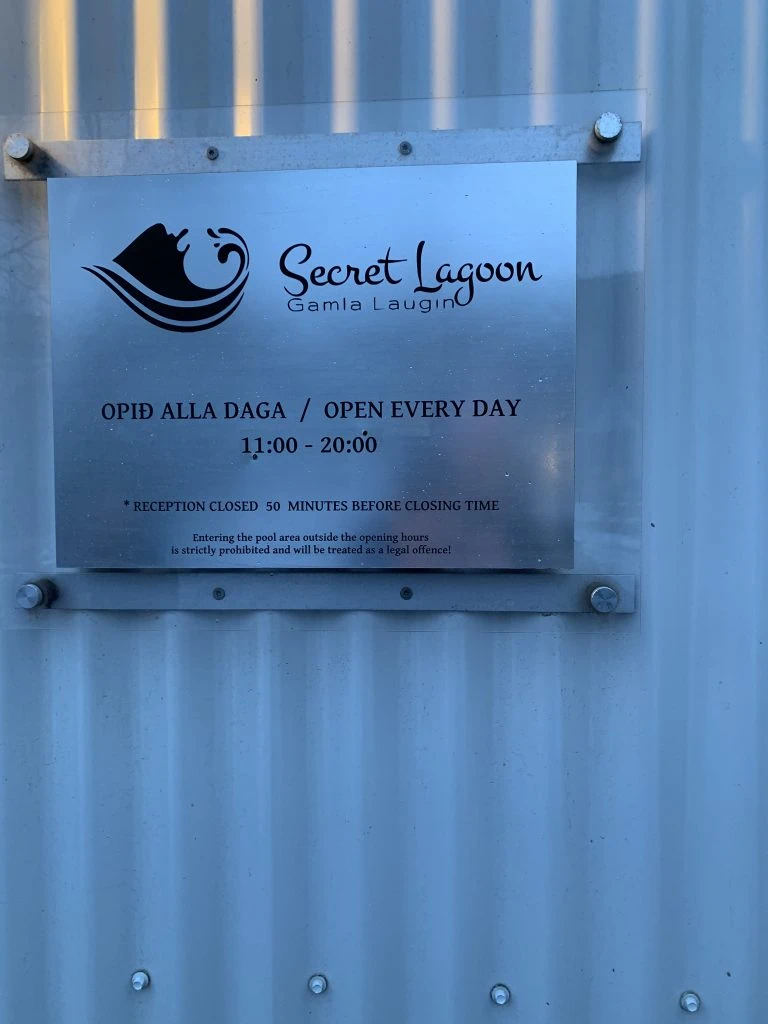 Secret Lagoon
Gamla Laugin
OPIÐ ALLA DAGA / OPEN EVERY DAY
11:00 - 20:00
* RECEPTION CLOSED 50 MINUTES BEFORE CLOSING TIME
Entering the pool area outside the opening hours
is strictly prohibited and will be treated as a legal offence!